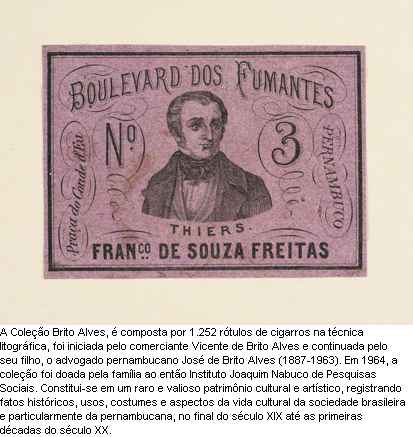 BOULEVARD DOS FUMANTES
Nº 3
Praça do Conde d'Eu
PERNAMBUCO
THIERS.
FRANCO. DE SOUZA FREITAS
A Coleção Brito Alves, é composta por 1.252 rótulos de cigarros na técnica
litográfica, foi iniciada pelo comerciante Vicente de Brito Alves e continuada pelo
seu filho, o advogado pernambucano José de Brito Alves (1887-1963). Em 1964, a
coleção foi doada pela família ao então Instituto Joaquim Nabuco de Pesquisas
Sociais. Constitui-se em um raro e valioso patrimônio cultural e artístico, registrando
fatos históricos, usos, costumes e aspectos da vida cultural da sociedade brasileira
e particularmente da pernambucana, no final do século XIX até as primeiras
décadas do século XX.